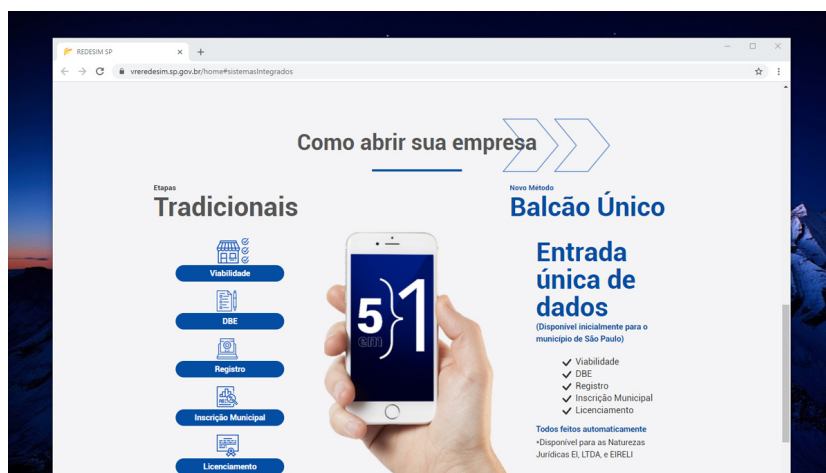 REDESIM SP
vreredesim.sp.gov.br/home#sistemasIntegrados
Como abrir sua empresa
Etapas
Tradicionais
Viabilidade
DBE
Registro
Inscrição Municipal
Licenciamento
5 em 1
Novo Método
Balcão Único
Entrada
única de
dados
(Disponível inicialmente para o
município de São Paulo)
Viabilidade
DBE
Registro
Inscrição Municipal
Licenciamento
Todos feitos automaticamente
•Disponível para as Naturezas
Jurídicas EI, LTDA, e EIRELI